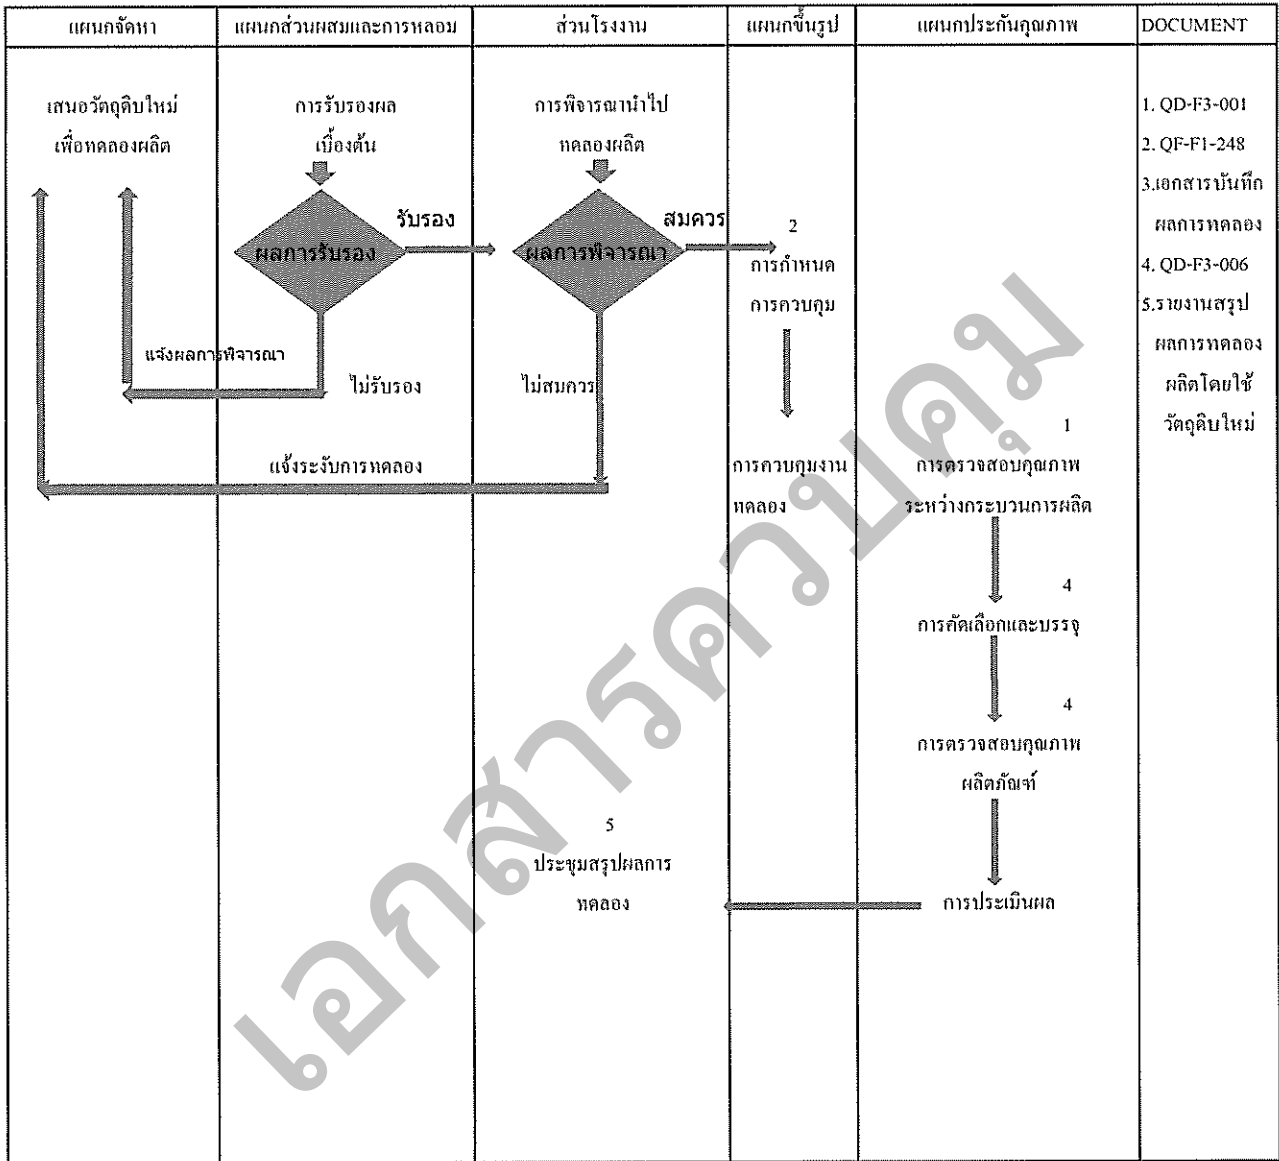 แผนกจัดหา
แผนกส่วนผสมและการหลอม
ส่วนโรงงาน
แผนกขึ้นรูป
แผนกประกันคุณภาพ
DOCUMENT
เสนอวัตถุดิบใหม่
เพื่อทดลองผลิต
การรับรองผล
เบื้องต้น
การพิจารณานำไป
ทดลองผลิต
ผลการรับรอง
รับรอง
ผลการพิจารณา
สมควร
2
การกำหนด
การควบคุม
แจ้งผลการพิจารณา
ไม่รับรอง
ไม่สมควร
แจ้งระงับการทดลอง
การควบคุมงาน
ทดลอง
1
การตรวจสอบคุณภาพ
ระหว่างกระบวนการผลิต
4
การคัดเลือกและบรรจุ
4
การตรวจสอบคุณภาพ
ผลิตภัณฑ์
การประเมินผล
5
ประชุมสรุปผลการ
ทดลอง
1. QD-F3-001
2. QF-F1-248
3.เอกสารบันทึก
ผลการทดลอง
4. QD-F3-006
5.รายงานสรุป
ผลการทดลอง
ผลิตโดยใช้
วัตถุดิบใหม่
เอกสารควบคุม